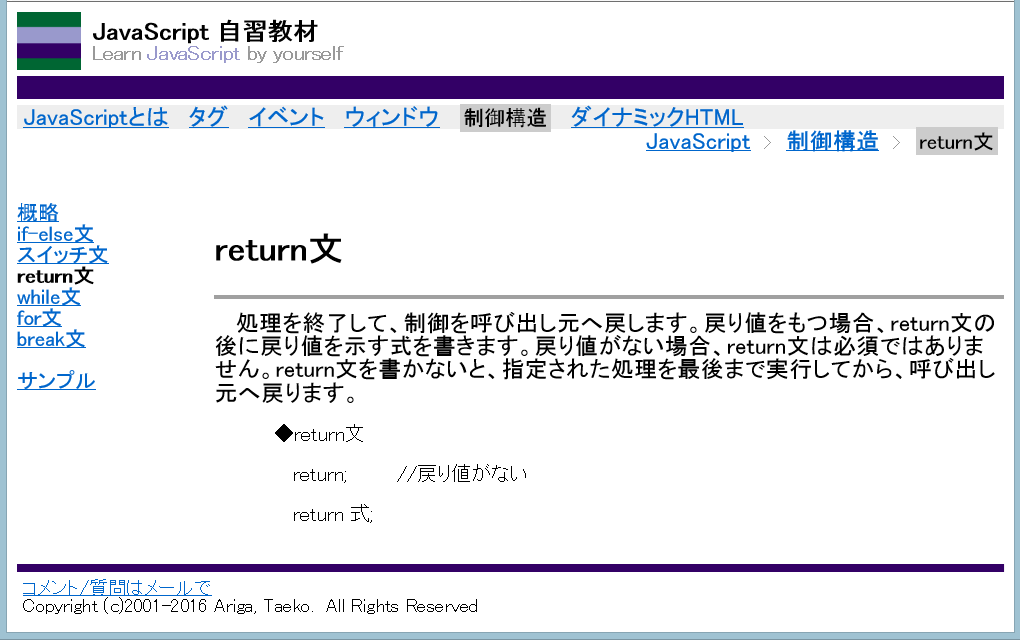 JavaScript 自習教材
Learn JavaScript by yourself
JavaScriptとは タグ イベント ウィンドウ 制御構造 ダイナミックHTML
JavaScript > 制御構造 > return文
概略
if-else文
スイッチ文
return文
while文
for文
break文
サンプル
return文
処理を終了して、制御を呼び出し元へ戻します。戻り値をもつ場合、return文の
後に戻り値を示す式を書きます。戻り値がない場合、return文は必須ではありま
せん。return文を書かないと、指定された処理を最後まで実行してから、呼び出し
元へ戻ります。
◆return文
return; //戻り値がない
return 式;
コメント/質問はメールで
Copyright (c)2001-2016 Ariga, Taeko. All Rights Reserved